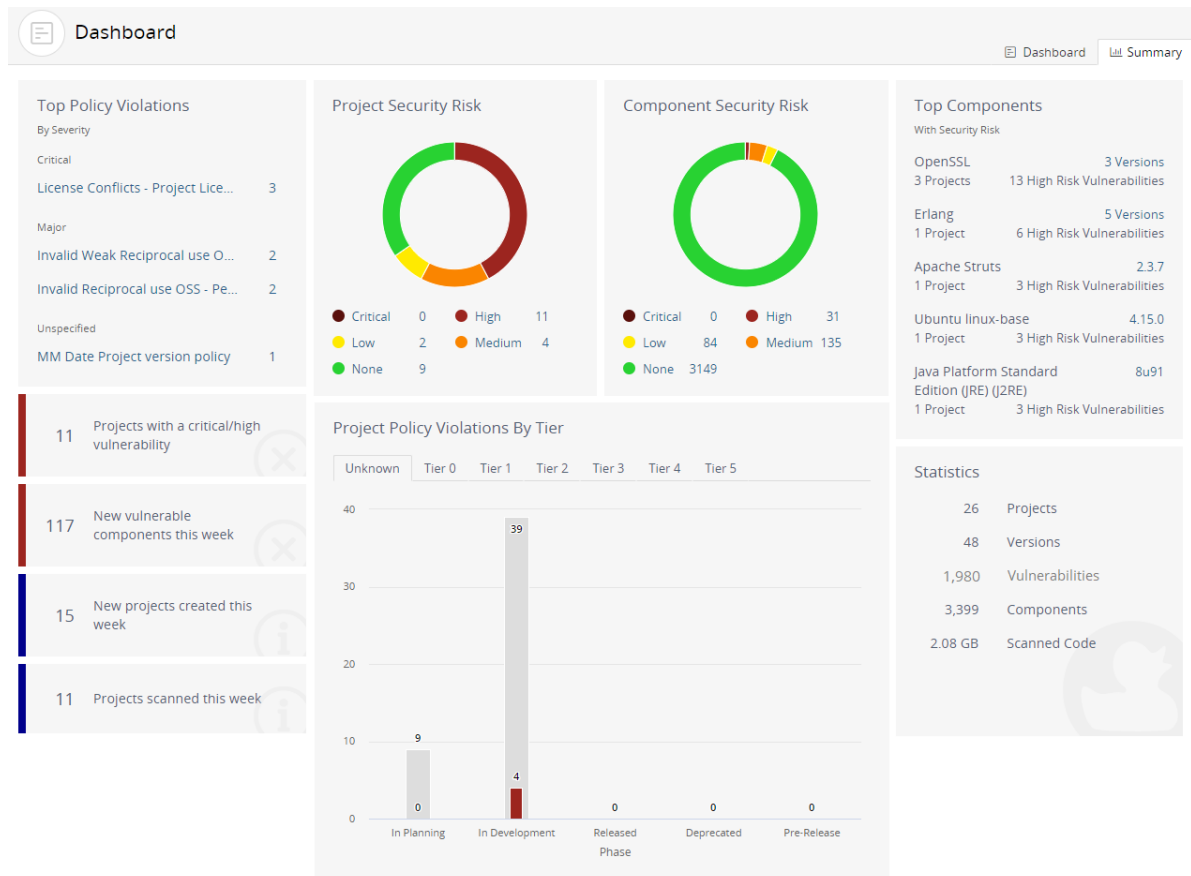 Dashboard
Dashboard
Summary
Top Policy Violations
By Severity
Critical
License Conflicts - Project Lice... 3
Major
Invalid Weak Reciprocal use O... 2
Invalid Reciprocal use OSS - Pe... 2
Unspecified
MM Date Project version policy 1
11 Projects with a critical/high
vulnerability
117 New vulnerable
components this week
15 New projects created this
week
11 Projects scanned this week
Project Security Risk
Critical 0 High 11
Low 2 Medium 4
None 9
Component Security Risk
Critical 0 High 31
Low 84 Medium 135
None 3149
Project Policy Violations By Tier
Unknown Tier 0 Tier 1 Tier 2 Tier 3 Tier 4 Tier 5
40
39
30
20
10
9
4
0 0 0 0 0
In Planning In Development Released Deprecated Pre-Release
Phase
Top Components
With Security Risk
OpenSSL 3 Versions
3 Projects 13 High Risk Vulnerabilities
Erlang 5 Versions
1 Project 6 High Risk Vulnerabilities
Apache Struts 2.3.7
1 Project 3 High Risk Vulnerabilities
Ubuntu linux-base 4.15.0
1 Project 3 High Risk Vulnerabilities
Java Platform Standard 8u91
Edition (JRE) (J2RE)
1 Project 3 High Risk Vulnerabilities
Statistics
26 Projects
48 Versions
1,980 Vulnerabilities
3,399 Components
2.08 GB Scanned Code